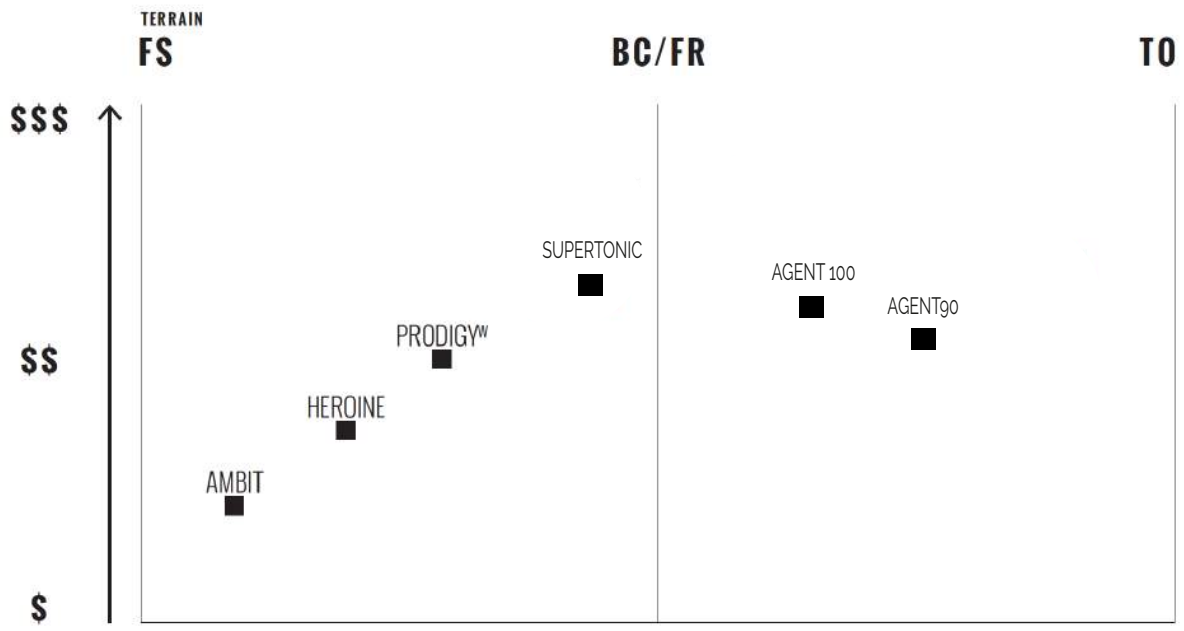 TERRAIN
FS BC/FR TO
$$$
SUPERTONIC
AGENT 100
AGENT90
PRODIGYᵂ
$$
HEROINE
AMBIT
$